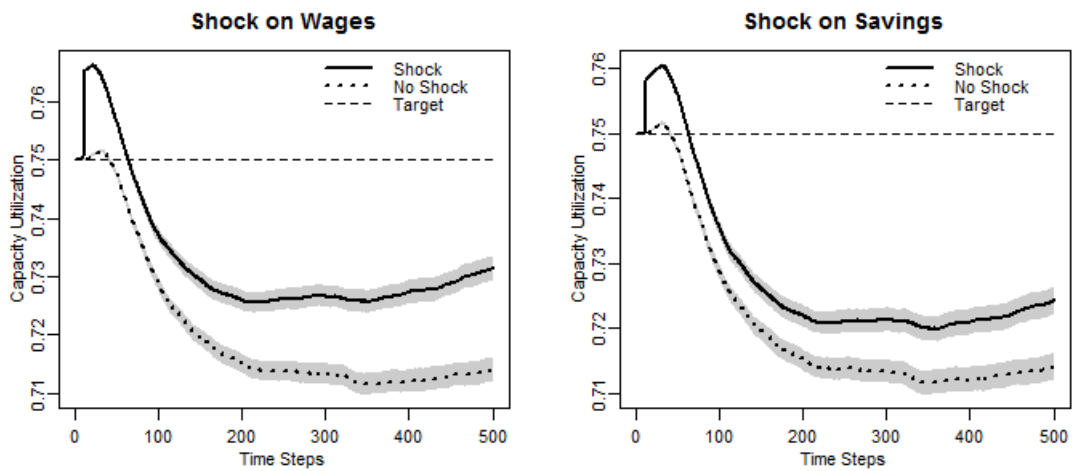 Shock on Wages
Capacity Utilization
0.76
0.75
0.74
0.73
0.72
0.71
Shock
No Shock
Target
0 100 200 300 400 500
Time Steps
Shock on Savings
Capacity Utilization
0.76
0.75
0.74
0.73
0.72
0.71
Shock
No Shock
Target
0 100 200 300 400 500
Time Steps